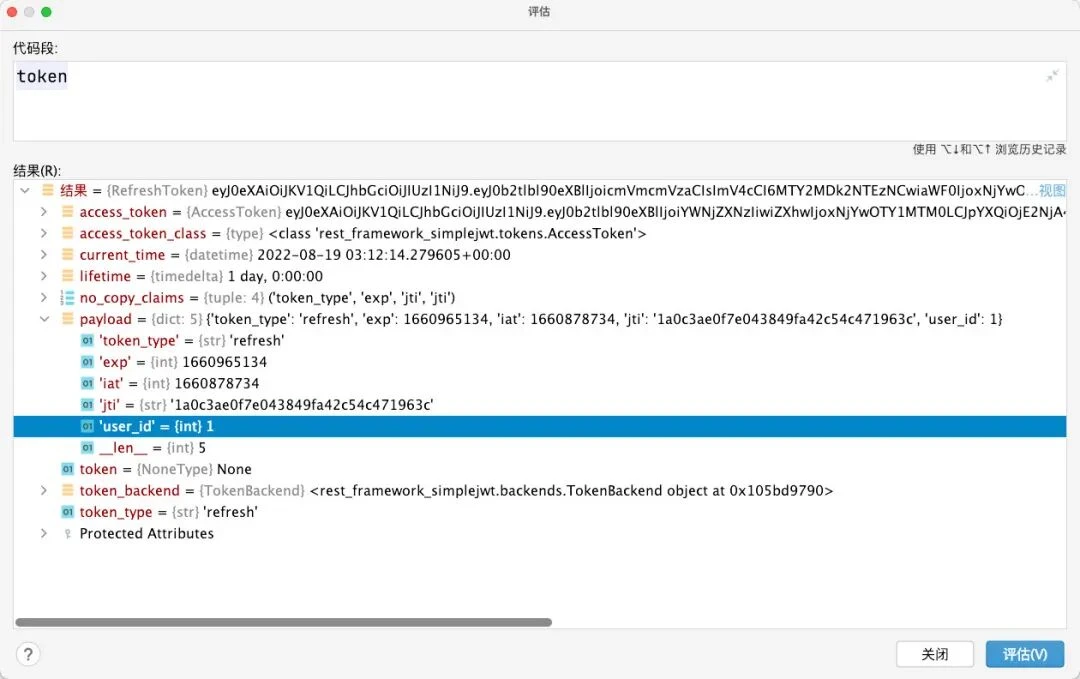 评估
代码段:
token
使用 ⌥↓和⌥↑ 浏览历史记录
结果(R):
结果 = {RefreshToken} eyJ0eXAiOiJKV1QiLCJhbGciOiJIUzI1NiJ9.eyJ0b2tlbl90eXBlIjoicmVmcmVzaCIsImV4cCI6MTY2MDk2NTEzNCwiaWF0IjoxNjYwO…视图
access_token = {AccessToken} eyJ0eXAiOiJKV1QiLCJhbGciOiJIUzI1NiJ9.eyJ0b2tlbl90eXBlIjoiYWNjZXNzIiwiZXhwIjoxNjYwOTY1MTM0LCJpYXQiOjE2NjA4
access_token_class = {type} <class 'rest_framework_simplejwt.tokens.AccessToken'>
current_time = {datetime} 2022-08-19 03:12:14.279605+00:00
lifetime = {timedelta} 1 day, 0:00:00
no_copy_claims = {tuple: 4} ('token_type', 'exp', 'jti', 'jti')
payload = {dict: 5} {'token_type': 'refresh', 'exp': 1660965134, 'iat': 1660878734, 'jti': '1a0c3ae0f7e043849fa42c54c471963c', 'user_id': 1}
'token_type' = {str} 'refresh'
'exp' = {int} 1660965134
'iat' = {int} 1660878734
'jti' = {str} '1a0c3ae0f7e043849fa42c54c471963c'
'user_id' = {int} 1
__len__ = {int} 5
token = {NoneType} None
token_backend = {TokenBackend} <rest_framework_simplejwt.backends.TokenBackend object at 0x105bd9790>
token_type = {str} 'refresh'
Protected Attributes
?
关闭
评估(V)